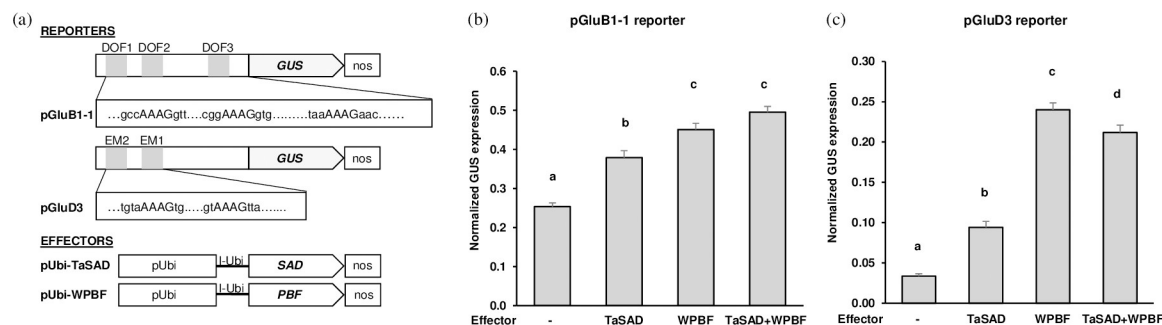 (a)
REPORTERS
DOF1 DOF2 DOF3
GUS nos
pGluB1-1 ...gccAAAGgtt....cggAAAGgtg.........taaAAAGaac......
EM2 EM1
GUS nos
pGluD3 ...tgtaAAAGtg.....gtAAAGtta.......
EFFECTORS
pUbi-TaSAD pUbi I-Ubi SAD nos
pUbi-WPBF pUbi I-Ubi PBF nos
(b)
pGluB1-1 reporter
Normalized GUS expression
0.6
0.5
0.4
0.3
0.2
0.1
0.0
a
b
c
c
Effector - TaSAD WPBF TaSAD+WPBF
(c)
pGluD3 reporter
Normalized GUS expression
0.30
0.25
0.20
0.15
0.10
0.05
0.00
a
b
c
d
Effector - TaSAD WPBF TaSAD+WPBF